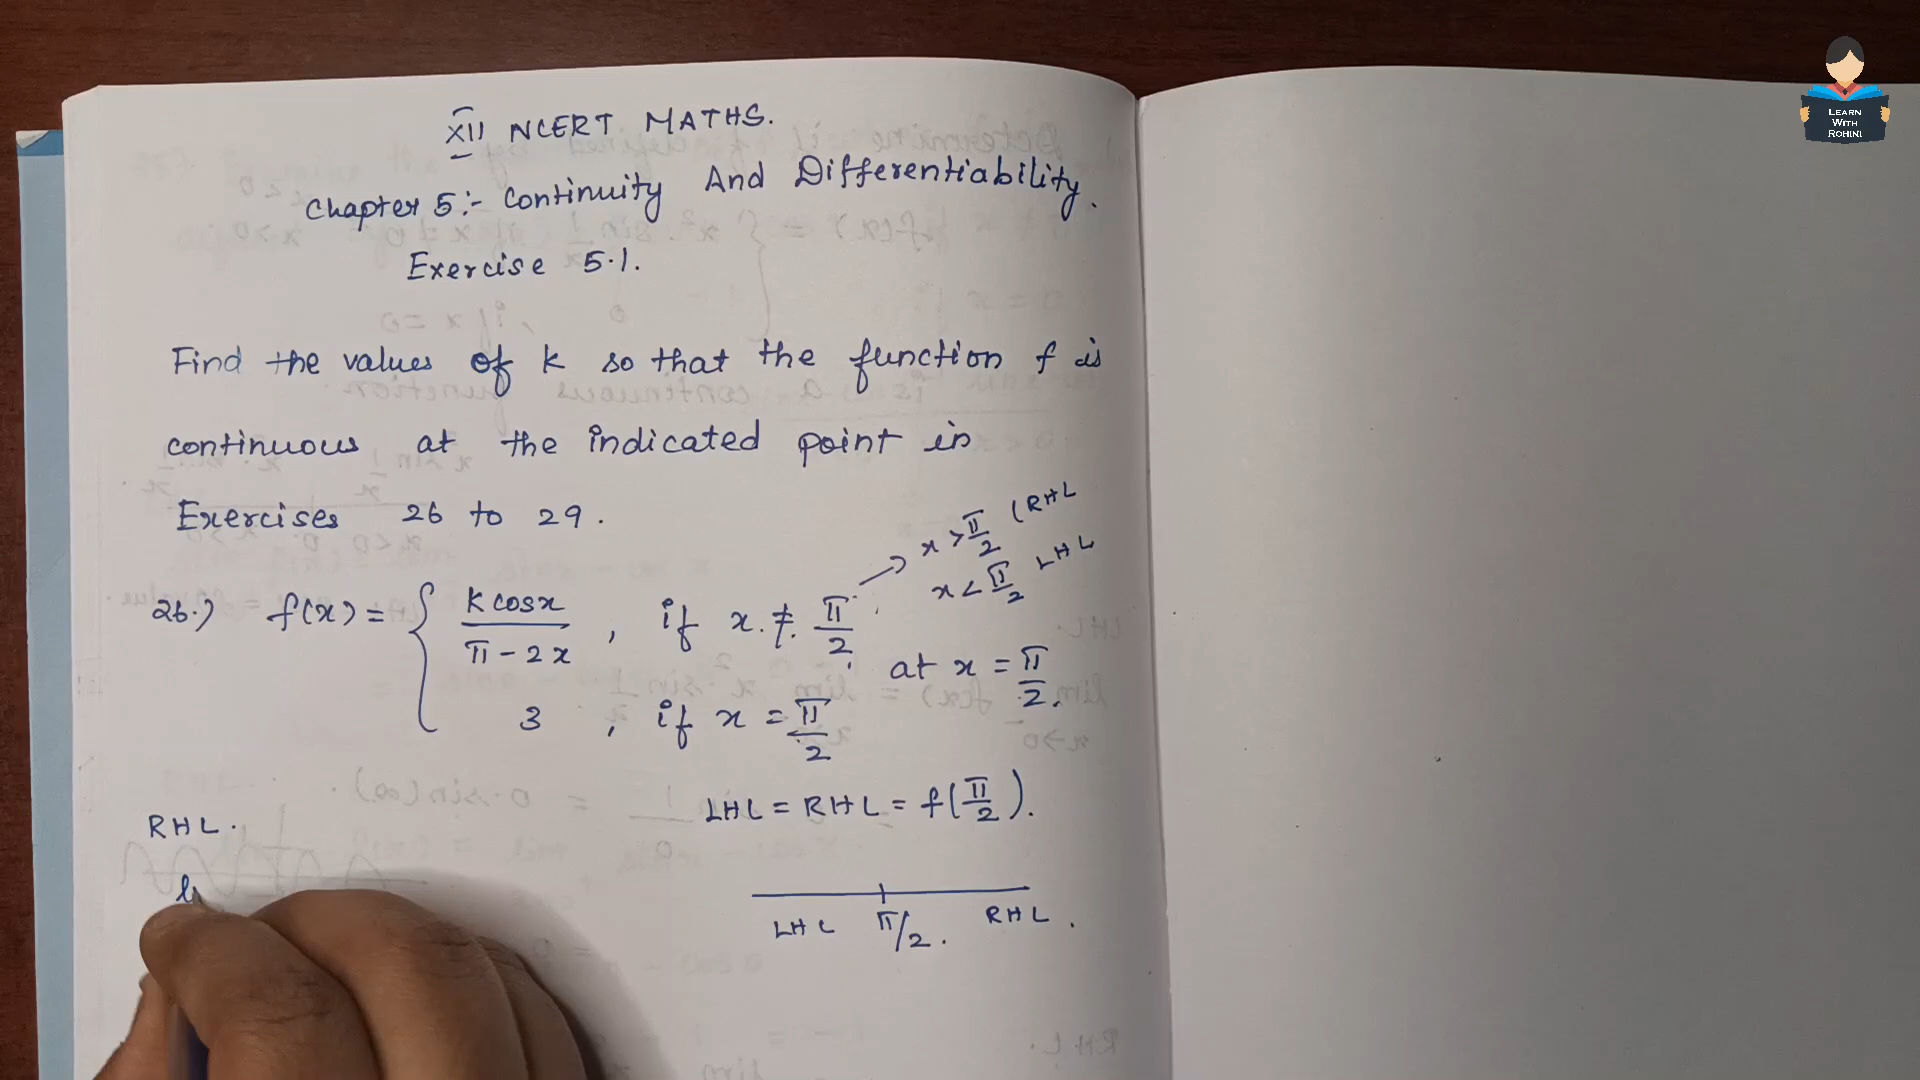 XII NCERT MATHS.
Chapter 5:- Continuity And Differentiability.
Exercise 5.1.
Find the values of k so that the function f is
continuous at the indicated point in
Exercises 26 to 29.
x > π/2 (RHL
x < π/2 LHL
26.) f(x) = { k cosx / π - 2x , if x ≠ π/2
at x = π/2.
3 , if x = π/2
LHL = RHL = f(π/2).
RHL.
LHL π/2. RHL.
LEARN
WITH
ROHINI